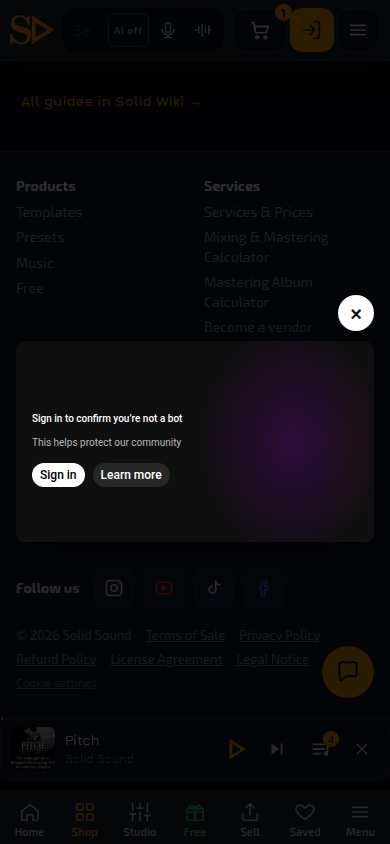 Se
AI off
1
All guides in Solid Wiki →
Products
Services
Templates
Services & Prices
Presets
Mixing & Mastering
Calculator
Music
Mastering Album
Calculator
Free
Become a vendor
Sign in to confirm you're not a bot
This helps protect our community
Sign in
Learn more
Follow us
© 2026 Solid Sound
Terms of Sale
Privacy Policy
Refund Policy
License Agreement
Legal Notice
Cookie settings
PITCH
Pitch
Solid Sound
4
Home
Shop
Studio
Free
Sell
Saved
Menu